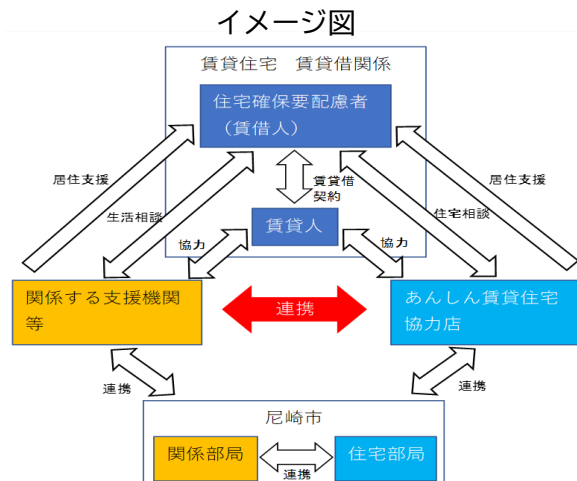 イメージ図
賃貸住宅　賃貸借関係
住宅確保要配慮者
（賃借人）
居住支援
居住支援
賃貸借
契約
生活相談
住宅相談
賃貸人
協力
協力
関係する支援機関
等
連携
あんしん賃貸住宅
協力店
連携
連携
尼崎市
関係部局
住宅部局
連携